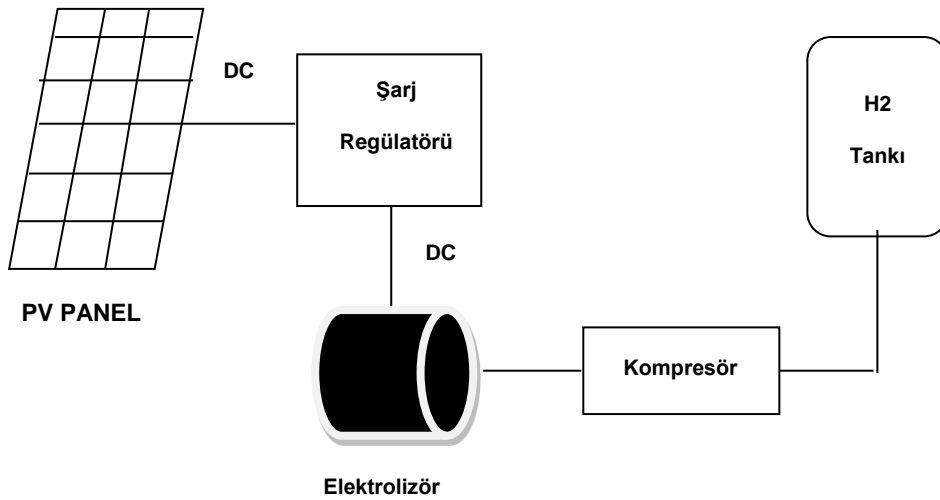 DC
Şarj
Regülatörü
H2
Tankı
DC
PV PANEL
Kompresör
Elektrolizör